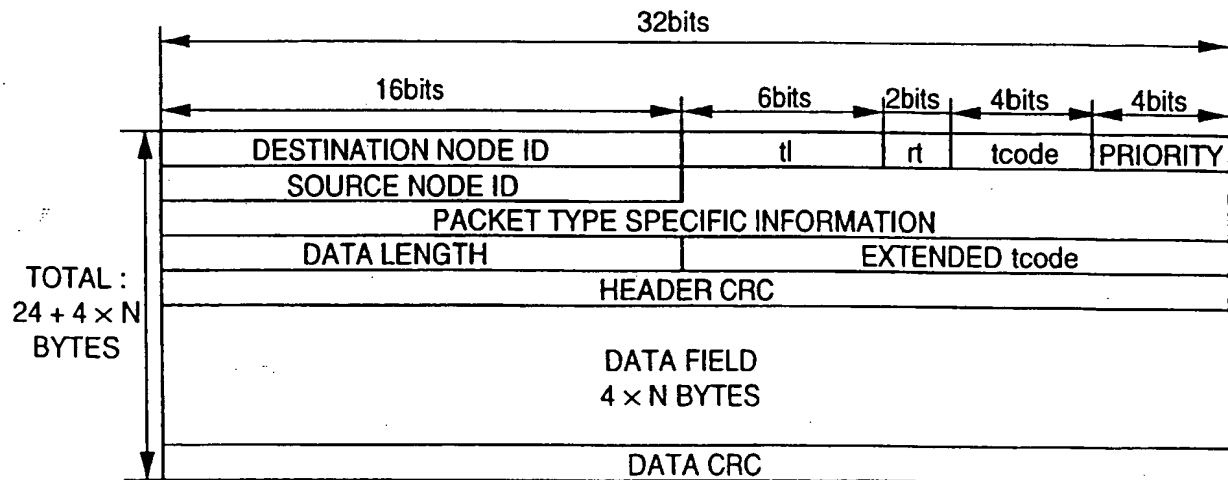 32bits
16bits 6bits 2bits 4bits 4bits
DESTINATION NODE ID tl rt tcode PRIORITY
SOURCE NODE ID
PACKET TYPE SPECIFIC INFORMATION
DATA LENGTH EXTENDED tcode
HEADER CRC
TOTAL :
24 + 4 × N
BYTES
DATA FIELD
4 × N BYTES
DATA CRC